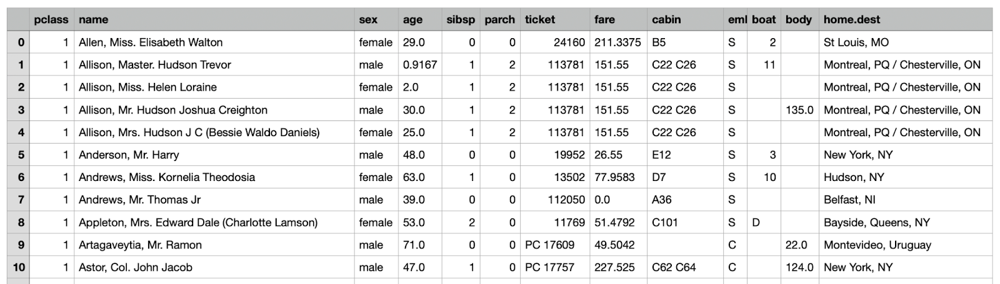 pclass name sex age sibsp parch ticket fare cabin eml boat body home.dest
0 1 Allen, Miss. Elisabeth Walton female 29.0 0 0 24160 211.3375 B5 S 2 St Louis, MO
1 1 Allison, Master. Hudson Trevor male 0.9167 1 2 113781 151.55 C22 C26 S 11 Montreal, PQ / Chesterville, ON
2 1 Allison, Miss. Helen Loraine female 2.0 1 2 113781 151.55 C22 C26 S Montreal, PQ / Chesterville, ON
3 1 Allison, Mr. Hudson Joshua Creighton male 30.0 1 2 113781 151.55 C22 C26 S 135.0 Montreal, PQ / Chesterville, ON
4 1 Allison, Mrs. Hudson J C (Bessie Waldo Daniels) female 25.0 1 2 113781 151.55 C22 C26 S Montreal, PQ / Chesterville, ON
5 1 Anderson, Mr. Harry male 48.0 0 0 19952 26.55 E12 S 3 New York, NY
6 1 Andrews, Miss. Kornelia Theodosia female 63.0 1 0 13502 77.9583 D7 S 10 Hudson, NY
7 1 Andrews, Mr. Thomas Jr male 39.0 0 0 112050 0.0 A36 S Belfast, NI
8 1 Appleton, Mrs. Edward Dale (Charlotte Lamson) female 53.0 2 0 11769 51.4792 C101 S D Bayside, Queens, NY
9 1 Artagaveytia, Mr. Ramon male 71.0 0 0 PC 17609 49.5042 C 22.0 Montevideo, Uruguay
10 1 Astor, Col. John Jacob male 47.0 1 0 PC 17757 227.525 C62 C64 C 124.0 New York, NY